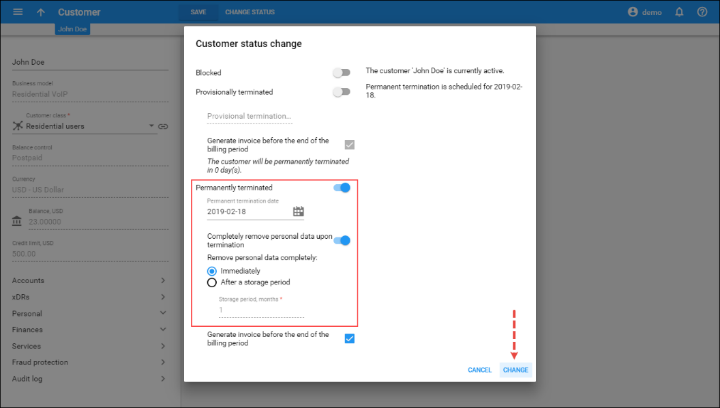 Customer
SAVE
CHANGE STATUS
demo
John Doe
John Doe
Business model
Residential VoIP
Customer class *
Residential users
Balance control
Postpaid
Currency
USD - US Dollar
Balance, USD
23.00000
Credit limit, USD
500.00
Accounts
xDRs
Personal
Finances
Services
Fraud protection
Audit log
Customer status change
Blocked
Provisionally terminated
Provisional termination...
Generate invoice before the end of the
billing period
The customer will be permanently terminated
in 0 day(s).
Permanently terminated
Permanent termination date
2019-02-18
Completely remove personal data upon
termination
Remove personal data completely:
Immediately
After a storage period
Storage period, months *
1
Generate invoice before the end of the
billing period
The customer 'John Doe' is currently active.
Permanent termination is scheduled for 2019-02-
18.
CANCEL
CHANGE